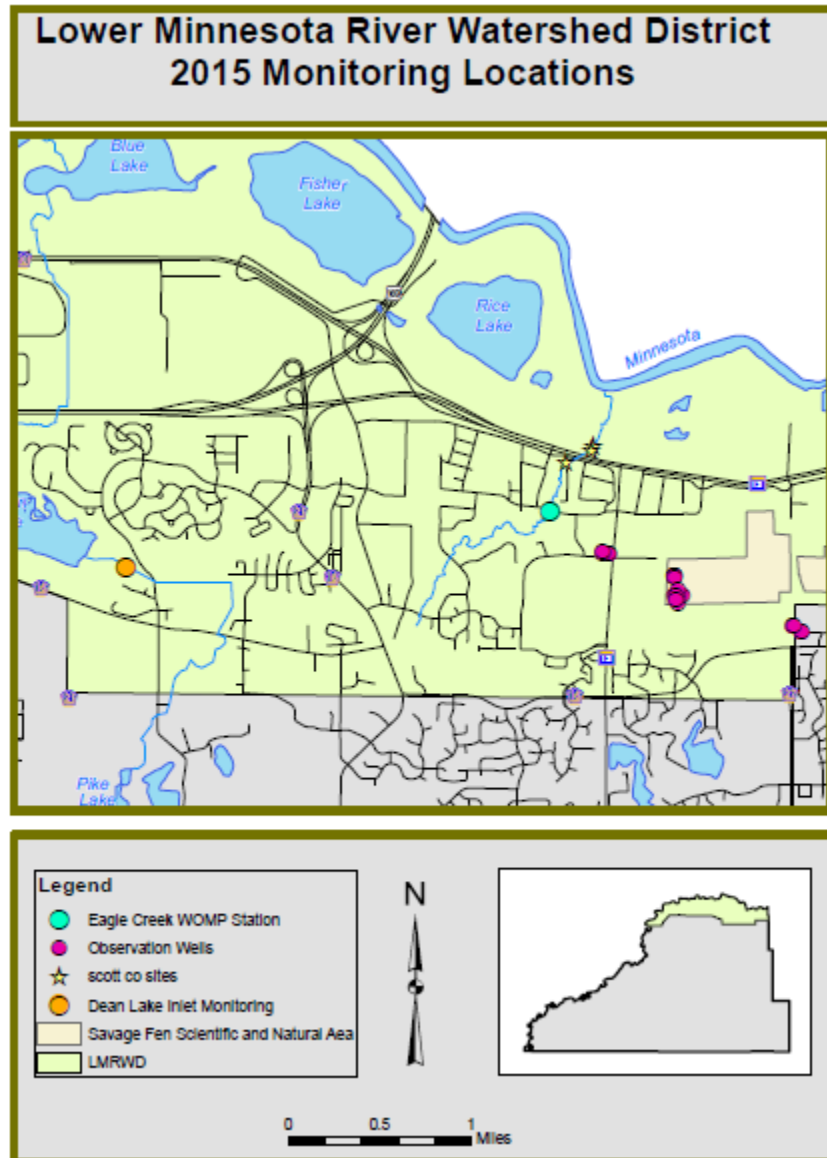 Lower Minnesota River Watershed District
2015 Monitoring Locations
Blue
Lake
Fisher
Lake
Rice
Lake
Minnesota
13
13
Pike
Lake
Legend
Eagle Creek WOMP Station
Observation Wells
scott co sites
Dean Lake Inlet Monitoring
Savage Fen Scientific and Natural Aea
LMRWD
N
0
0.5
1
Miles